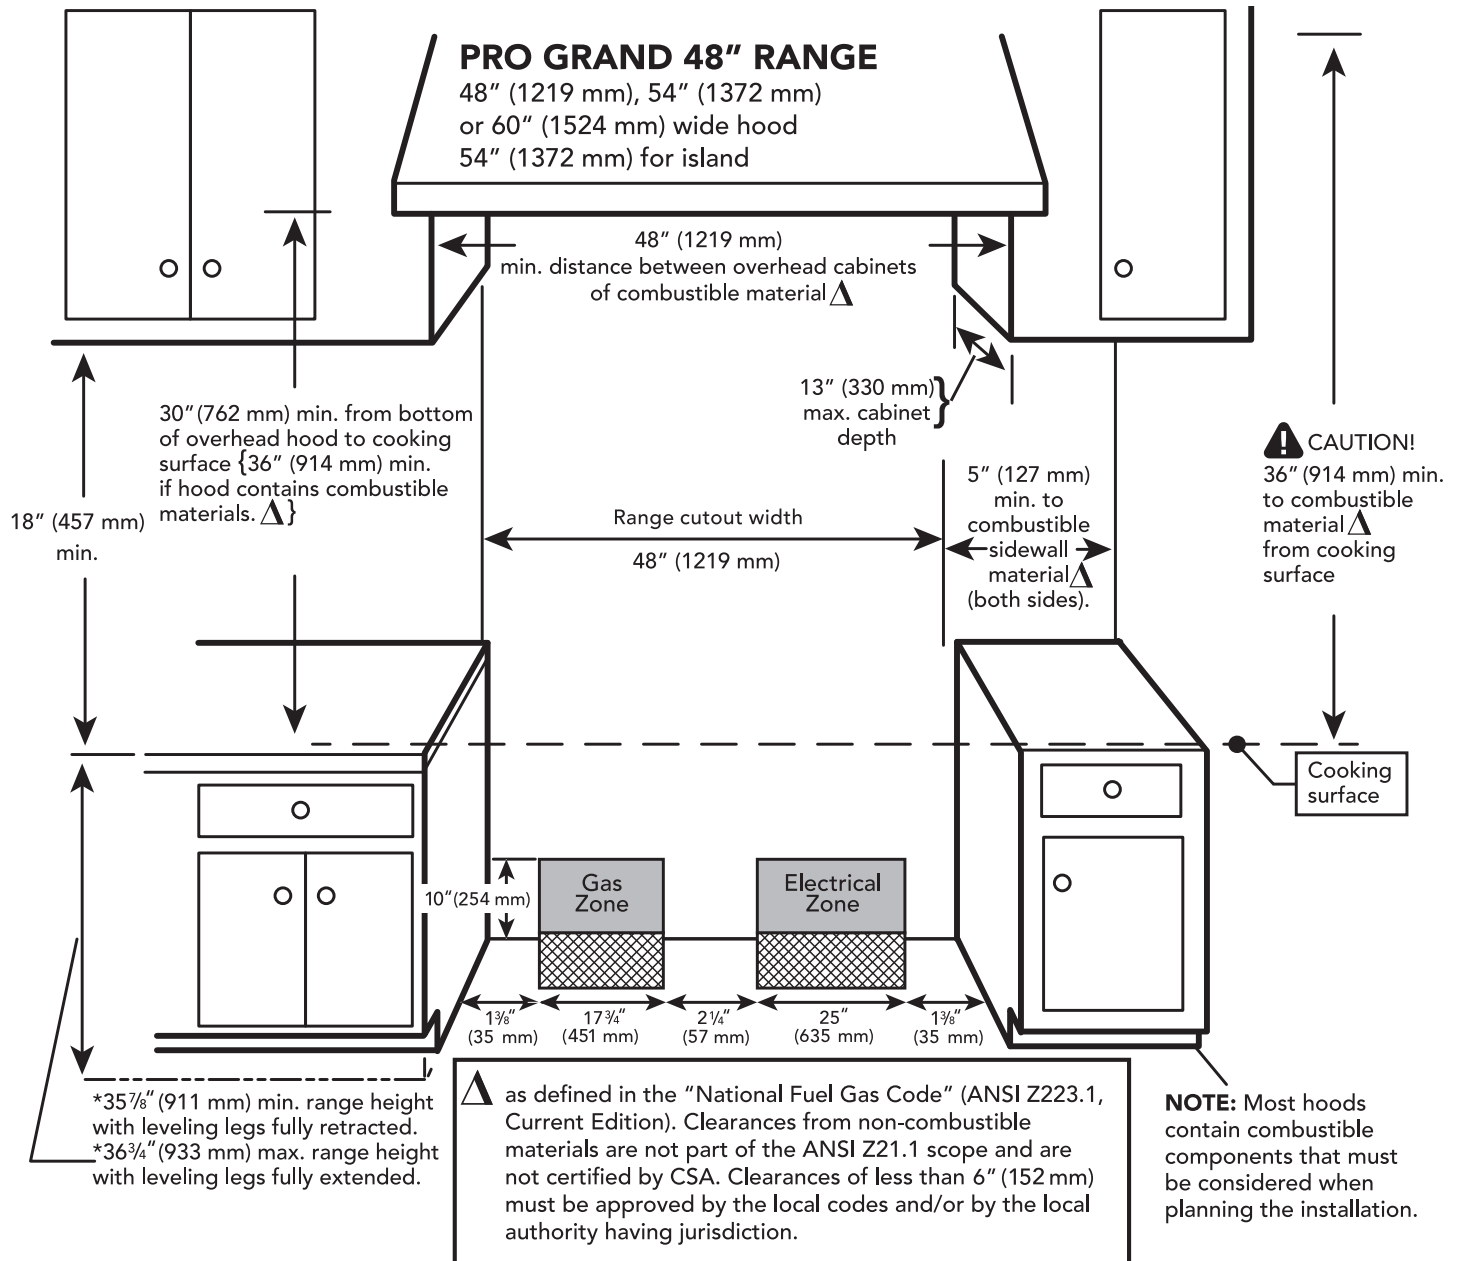 PRO GRAND 48" RANGE
48" (1219 mm), 54" (1372 mm)
or 60" (1524 mm) wide hood
54" (1372 mm) for island
48" (1219 mm)
min. distance between overhead cabinets
of combustible material Δ
13" (330 mm)}
max. cabinet
depth
30" (762 mm) min. from bottom
of overhead hood to cooking
surface {36" (914 mm) min.
if hood contains combustible
materials. Δ}
18" (457 mm)
min.
Range cutout width
48" (1219 mm)
5" (127 mm)
min. to
combustible
sidewall
material Δ
(both sides).
! CAUTION!
36" (914 mm) min.
to combustible
material Δ
from cooking
surface
Cooking
surface
10" (254 mm)
Gas
Zone
Electrical
Zone
1⅜"
(35 mm)
17¾"
(451 mm)
2¼"
(57 mm)
25"
(635 mm)
1⅜"
(35 mm)
*35⅞" (911 mm) min. range height
with leveling legs fully retracted.
*36¾" (933 mm) max. range height
with leveling legs fully extended.
Δ as defined in the "National Fuel Gas Code" (ANSI Z223.1,
Current Edition). Clearances from non-combustible
materials are not part of the ANSI Z21.1 scope and are
not certified by CSA. Clearances of less than 6" (152 mm)
must be approved by the local codes and/or by the local
authority having jurisdiction.
NOTE: Most hoods
contain combustible
components that must
be considered when
planning the installation.